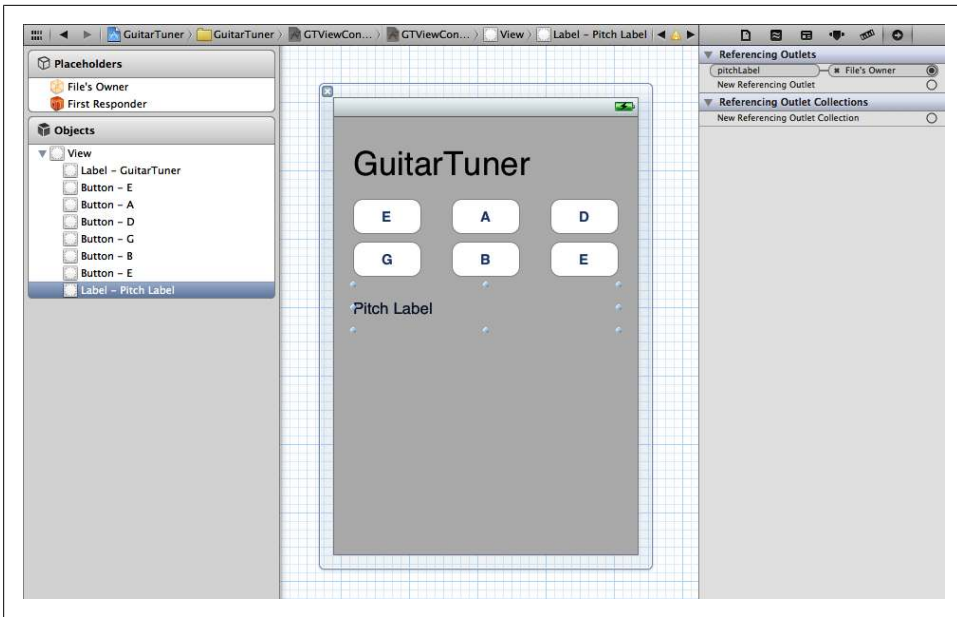 GuitarTuner GuitarTuner GTViewCon... GTViewCon... View Label – Pitch Label
Placeholders
File's Owner
First Responder
Objects
View
Label – GuitarTuner
Button – E
Button – A
Button – D
Button – G
Button – B
Button – E
Label – Pitch Label
GuitarTuner
E A D
G B E
Pitch Label
Referencing Outlets
pitchLabel File's Owner
New Referencing Outlet
Referencing Outlet Collections
New Referencing Outlet Collection